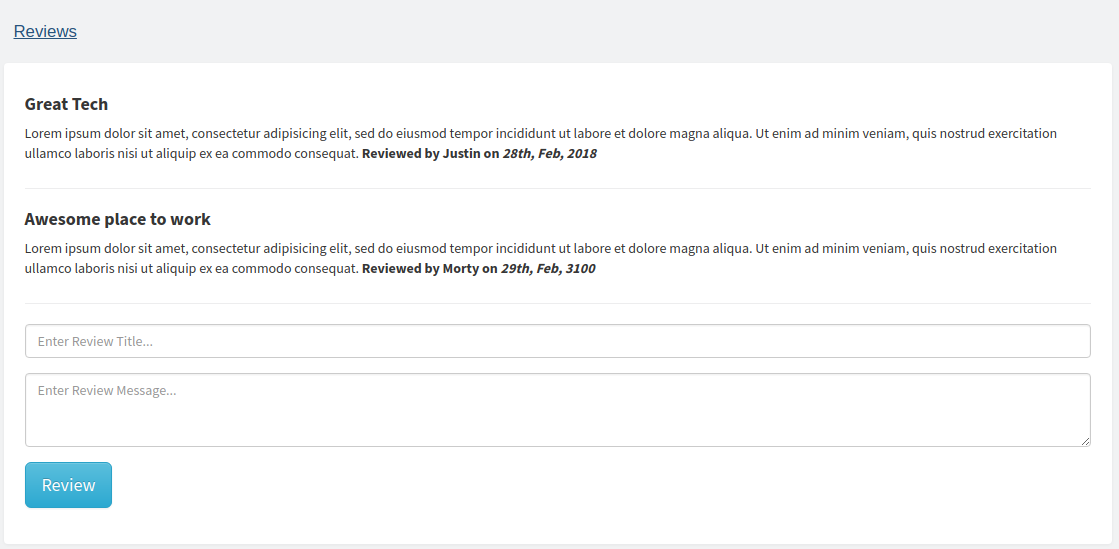 Reviews
Great Tech
Lorem ipsum dolor sit amet, consectetur adipisicing elit, sed do eiusmod tempor incididunt ut labore et dolore magna aliqua. Ut enim ad minim veniam, quis nostrud exercitation
ullamco laboris nisi ut aliquip ex ea commodo consequat. Reviewed by Justin on 28th, Feb, 2018
Awesome place to work
Lorem ipsum dolor sit amet, consectetur adipisicing elit, sed do eiusmod tempor incididunt ut labore et dolore magna aliqua. Ut enim ad minim veniam, quis nostrud exercitation
ullamco laboris nisi ut aliquip ex ea commodo consequat. Reviewed by Morty on 29th, Feb, 3100
Enter Review Title...
Enter Review Message...
Review